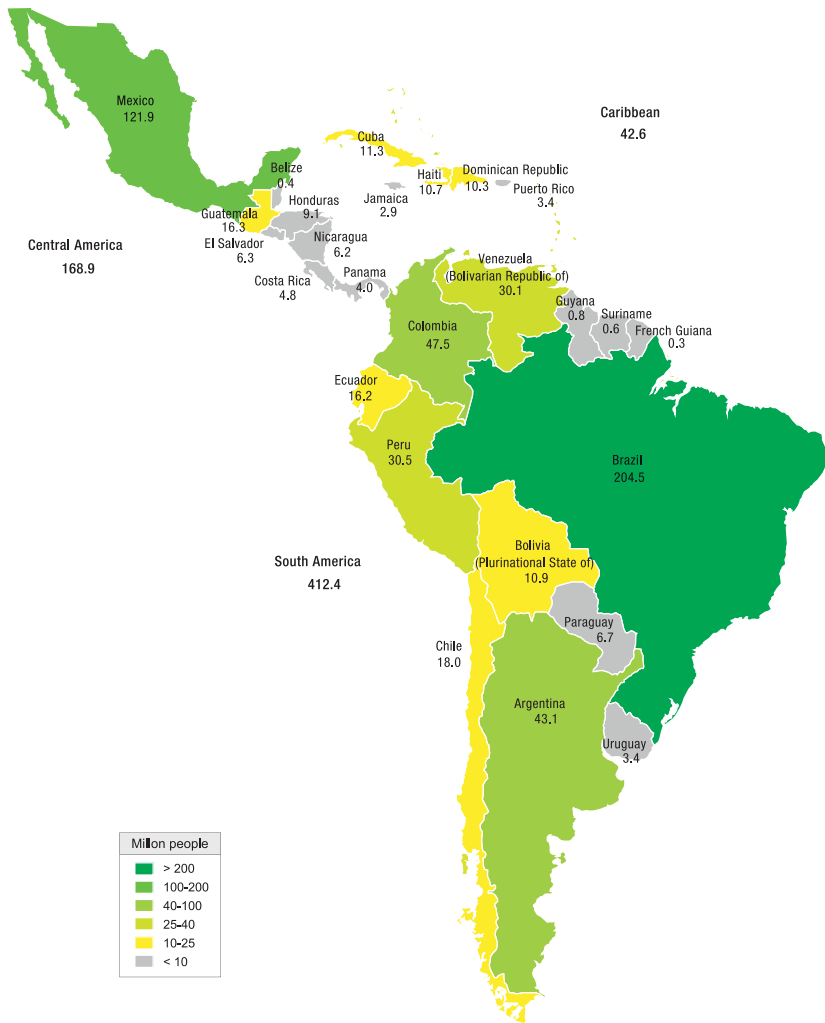 Mexico
121.9
Caribbean
42.6
Cuba
11.3
Belize
0.4
Haiti
10.7
Dominican Republic
10.3
Jamaica
2.9
Puerto Rico
3.4
Honduras
9.1
Guatemala
16.3
El Salvador
6.3
Nicaragua
6.2
Central America
168.9
Costa Rica
4.8
Panama
4.0
Venezuela
(Bolivarian Republic of)
30.1
Guyana
0.8
Suriname
0.6
French Guiana
0.3
Colombia
47.5
Ecuador
16.2
Peru
30.5
Brazil
204.5
South America
412.4
Bolivia
(Plurinational State of)
10.9
Paraguay
6.7
Chile
18.0
Argentina
43.1
Uruguay
3.4
Millon people
> 200
100-200
40-100
25-40
10-25
< 10